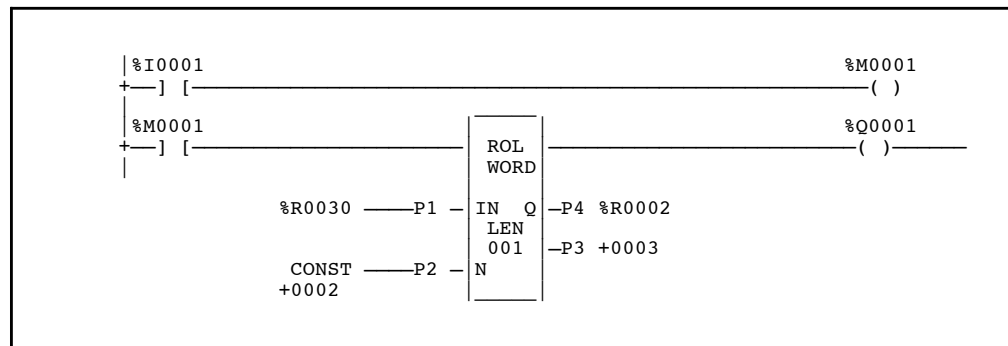 %I0001 %M0001
] [ ( )
%M0001 %Q0001
] [ ROL ( )
WORD
%R0030 P1 IN Q P4 %R0002
LEN
001 P3 +0003
CONST P2 N
+0002